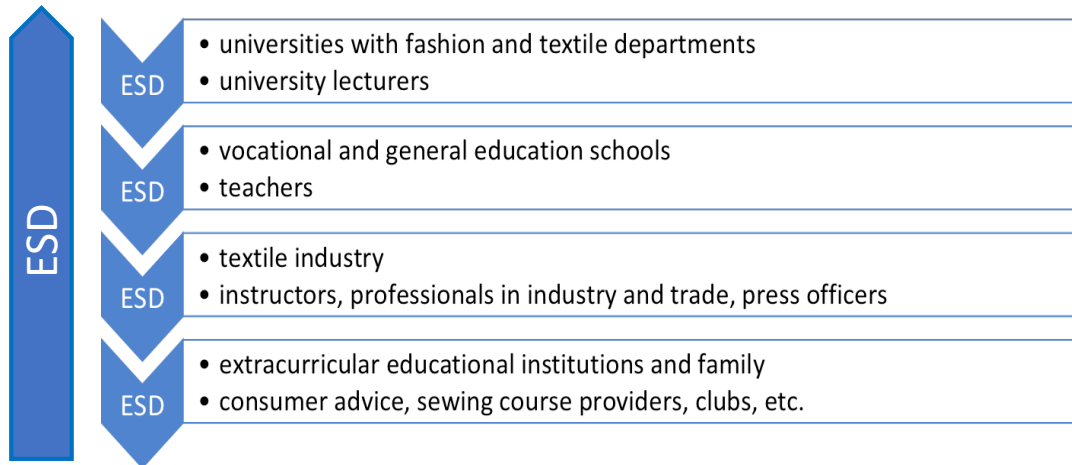 ESD
ESD
• universities with fashion and textile departments
• university lecturers
ESD
• vocational and general education schools
• teachers
ESD
• textile industry
• instructors, professionals in industry and trade, press officers
ESD
• extracurricular educational institutions and family
• consumer advice, sewing course providers, clubs, etc.